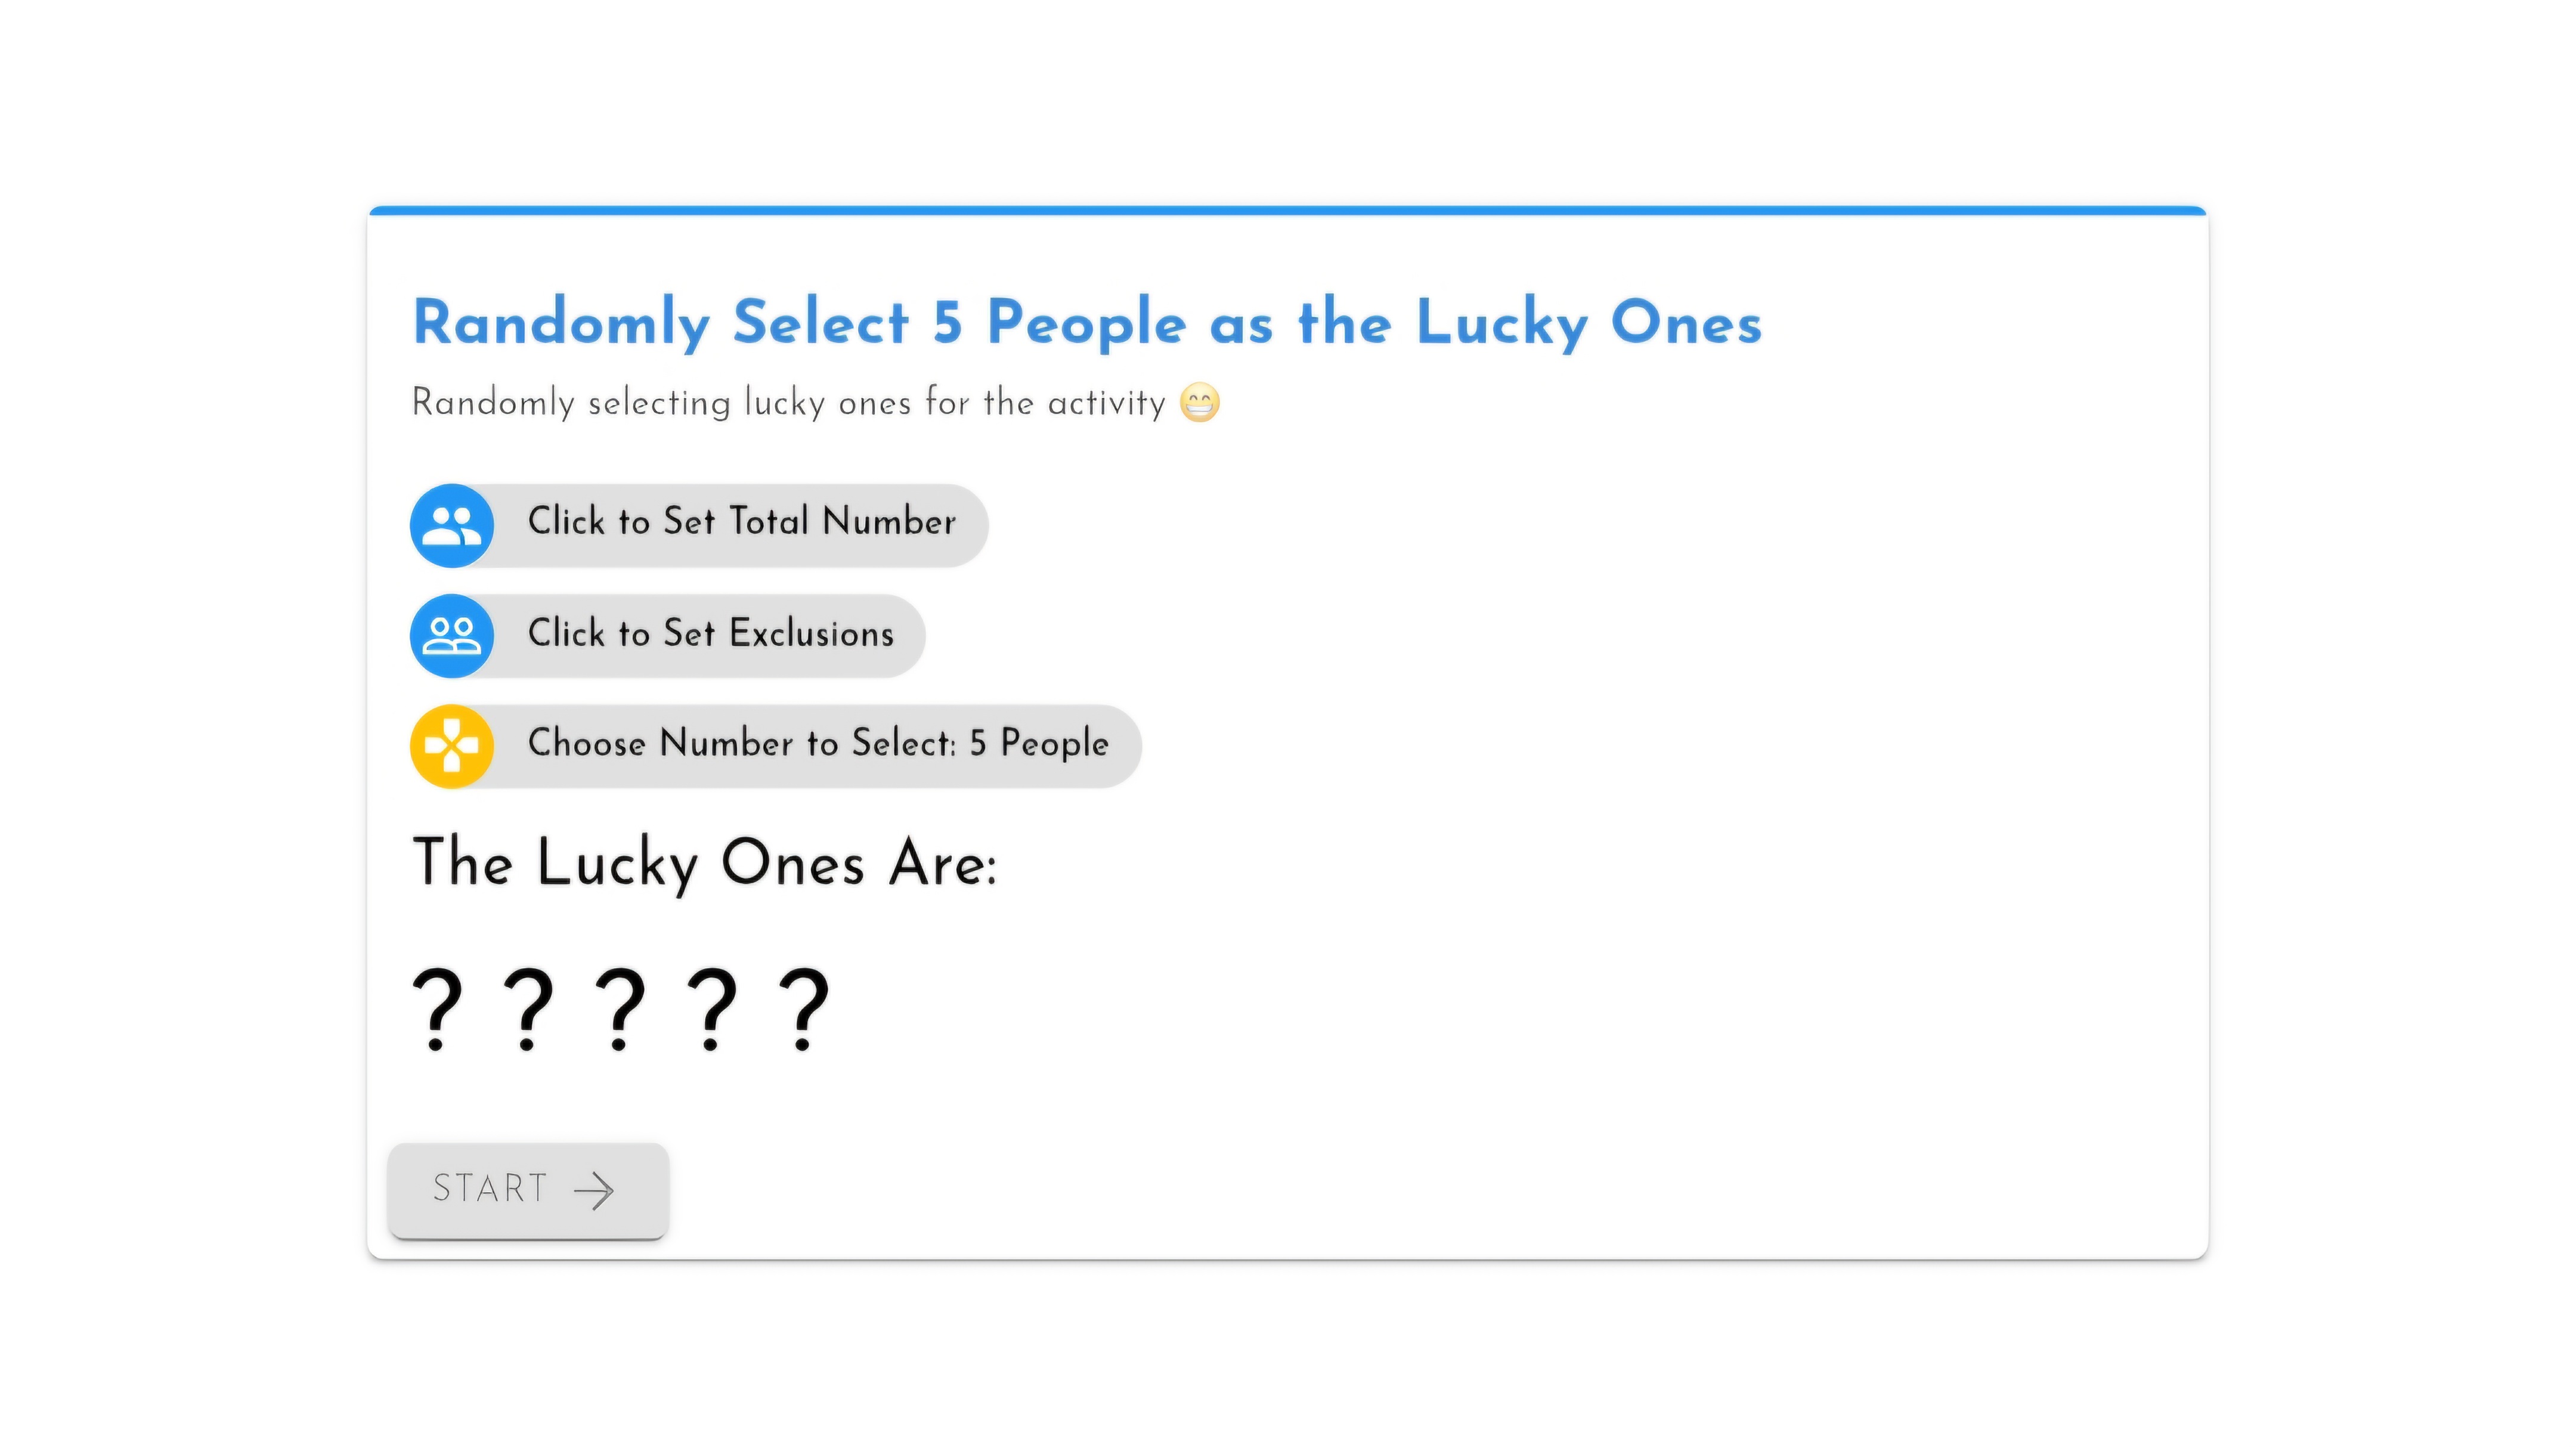 Randomly Select 5 People as the Lucky Ones
Randomly selecting lucky ones for the activity 😁
Click to Set Total Number
Click to Set Exclusions
Choose Number to Select: 5 People
The Lucky Ones Are:
? ? ? ? ?
START →